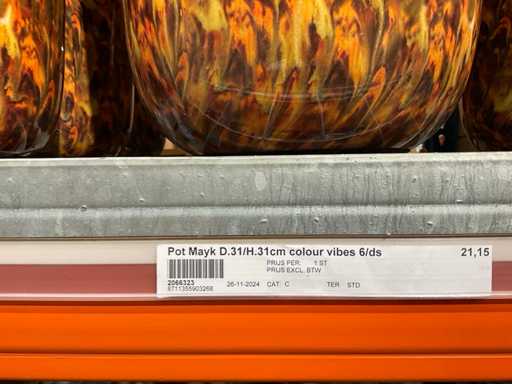 Pot Mayk D.31/H.31cm colour vibes 6/ds 21,15
PRIJS PER: 1 ST
PRIJS EXCL. BTW
2066323
8711355903268 26-11-2024 CAT: C TER STD